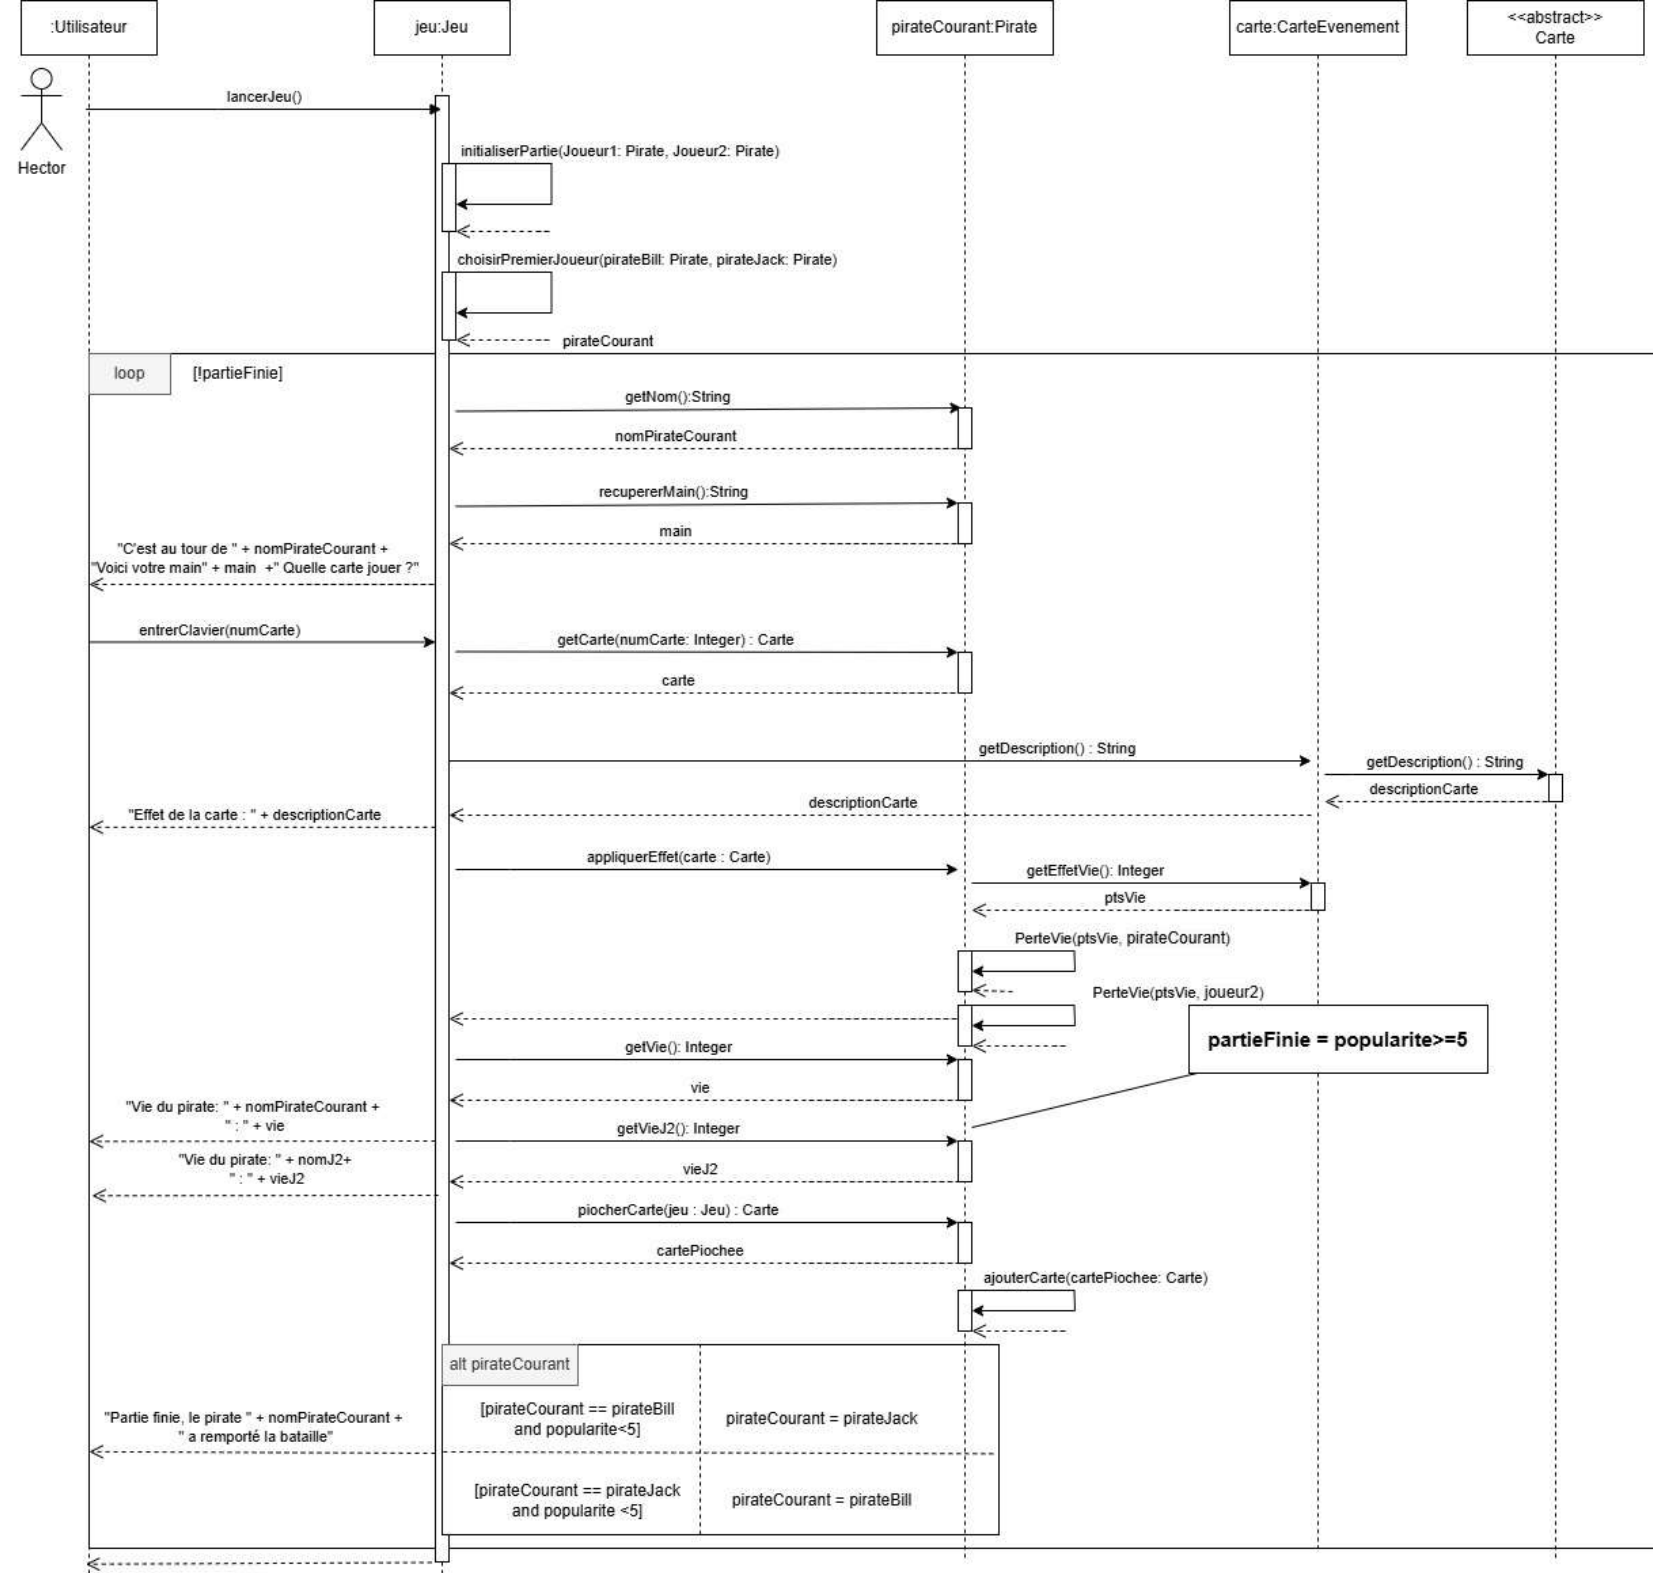 :Utilisateur
jeu:Jeu
pirateCourant:Pirate
carte:CarteEvenement
<<abstract>>
Carte
Hector
lancerJeu()
initialiserPartie(Joueur1: Pirate, Joueur2: Pirate)
choisirPremierJoueur(pirateBill: Pirate, pirateJack: Pirate)
pirateCourant
loop
[!partieFinie]
getNom():String
nomPirateCourant
recupererMain():String
main
"C'est au tour de " + nomPirateCourant +
"Voici votre main" + main +" Quelle carte jouer ?"
entrerClavier(numCarte)
getCarte(numCarte: Integer) : Carte
carte
getDescription() : String
getDescription() : String
descriptionCarte
descriptionCarte
"Effet de la carte : " + descriptionCarte
appliquerEffet(carte : Carte)
getEffetVie(): Integer
ptsVie
PerteVie(ptsVie, pirateCourant)
PerteVie(ptsVie, joueur2)
partieFinie = popularite>=5
getVie(): Integer
vie
"Vie du pirate: " + nomPirateCourant +
" : " + vie
getVieJ2(): Integer
"Vie du pirate: " + nomJ2+
" : " + vieJ2
vieJ2
piocherCarte(jeu : Jeu) : Carte
cartePiochee
ajouterCarte(cartePiochee: Carte)
alt pirateCourant
[pirateCourant == pirateBill
and popularite<5]
pirateCourant = pirateJack
"Partie finie, le pirate " + nomPirateCourant +
" a remporté la bataille"
[pirateCourant == pirateJack
and popularite <5]
pirateCourant = pirateBill